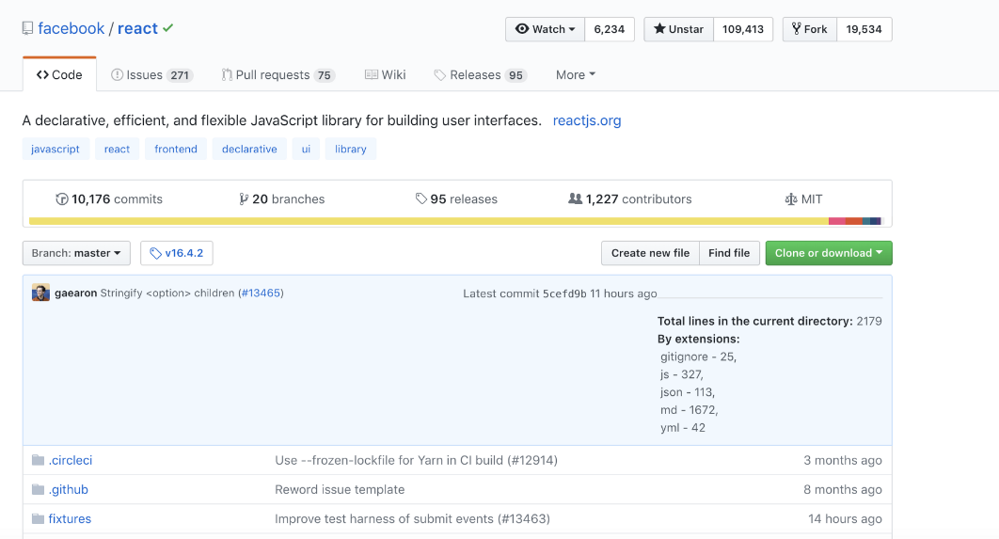 facebook / react
Watch 6,234 Unstar 109,413 Fork 19,534
Code Issues 271 Pull requests 75 Wiki Releases 95 More
A declarative, efficient, and flexible JavaScript library for building user interfaces. reactjs.org
javascript react frontend declarative ui library
10,176 commits 20 branches 95 releases 1,227 contributors MIT
Branch: master v16.4.2 Create new file Find file Clone or download
gaearon Stringify <option> children (#13465) Latest commit 5cefd9b 11 hours ago
Total lines in the current directory: 2179
By extensions:
gitignore - 25,
js - 327,
json - 113,
md - 1672,
yml - 42
.circleci Use --frozen-lockfile for Yarn in CI build (#12914) 3 months ago
.github Reword issue template 8 months ago
fixtures Improve test harness of submit events (#13463) 14 hours ago